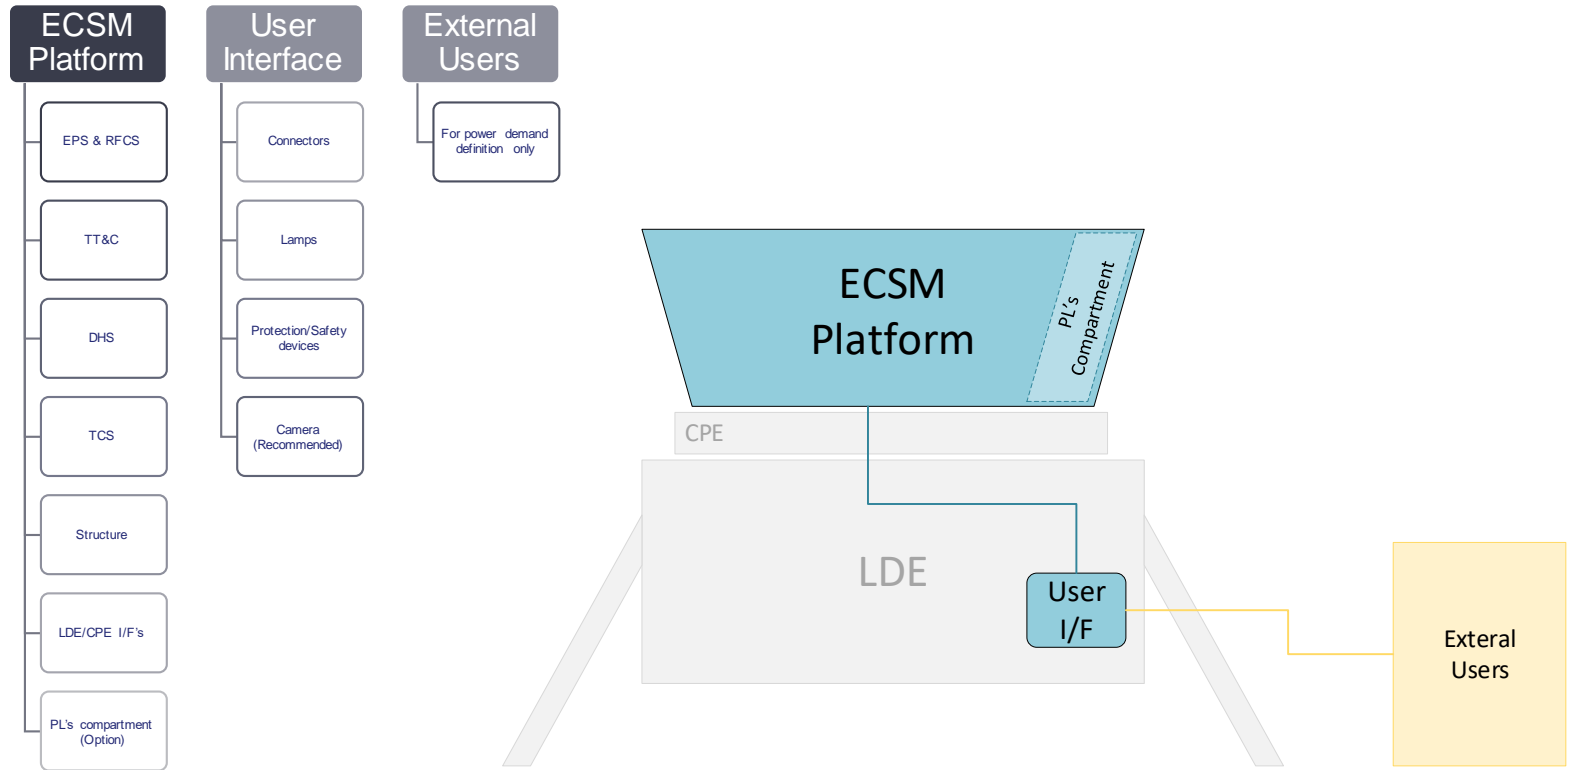 ECSM
Platform
EPS & RFCS
TT&C
DHS
TCS
Structure
LDE/CPE I/F's
PL's compartment
(Option)
User
Interface
Connectors
Lamps
Protection/Safety
devices
Camera
(Recommended)
External
Users
For power demand
definition only
ECSM
Platform
PL's
Compartment
CPE
LDE
User
I/F
Exteral
Users